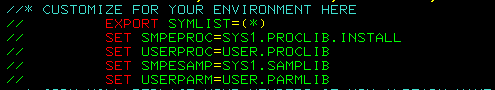 //* CUSTOMIZE FOR YOUR ENVIRONMENT HERE
// EXPORT SYMLIST=(*)
// SET SMPEPROC=SYS1.PROCLIB.INSTALL
// SET USERPROC=USER.PROCLIB
// SET SMPESAMP=SYS1.SAMPLIB
// SET USERPARM=USER.PARMLIB